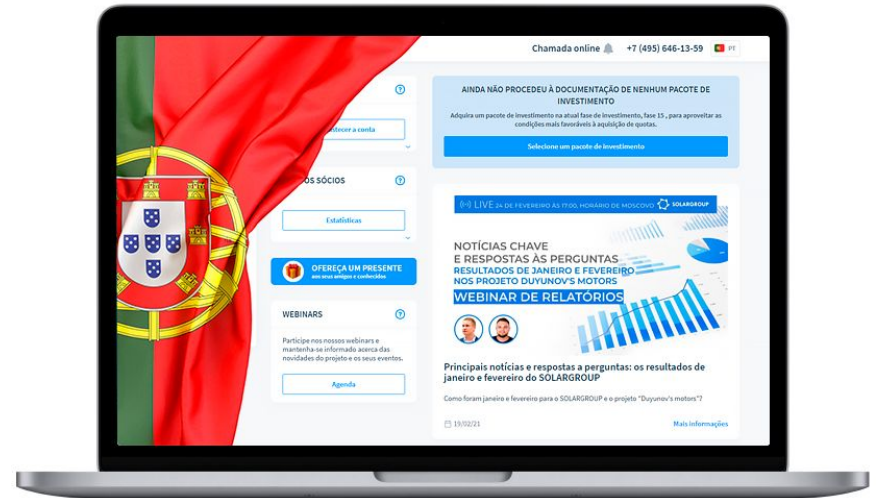 Chamada online
+7 (495) 646-13-59
PT
AINDA NÃO PROCEDEU À DOCUMENTAÇÃO DE NENHUM PACOTE DE
INVESTIMENTO
Adquira um pacote de investimento na atual fase de investimento, fase 15 , para aproveitar as
condições mais favoráveis à aquisição de quotas.
Selecione um pacote de investimento
a conta
SÓCIOS
Estatísticas
OFEREÇA UM PRESENTE
aos seus amigos e conhecidos
WEBINARS
Participe nos nossos webinars e
mantenha-se informado acerca das
novidades do projeto e os seus eventos.
Agenda
LIVE 24 DE FEVEREIRO ÀS 17:00, HORÁRIO DE MOSCOVO
SOLARGROUP
NOTÍCIAS CHAVE
E RESPOSTAS ÀS PERGUNTAS:
RESULTADOS DE JANEIRO E FEVEREIRO
NOS PROJETO DUYUNOV'S MOTORS
WEBINAR DE RELATÓRIOS
Principais notícias e respostas a perguntas: os resultados de
janeiro e fevereiro do SOLARGROUP
Como foram janeiro e fevereiro para o SOLARGROUP e o projeto "Duyunov's motors"?
19/02/21
Mais informações